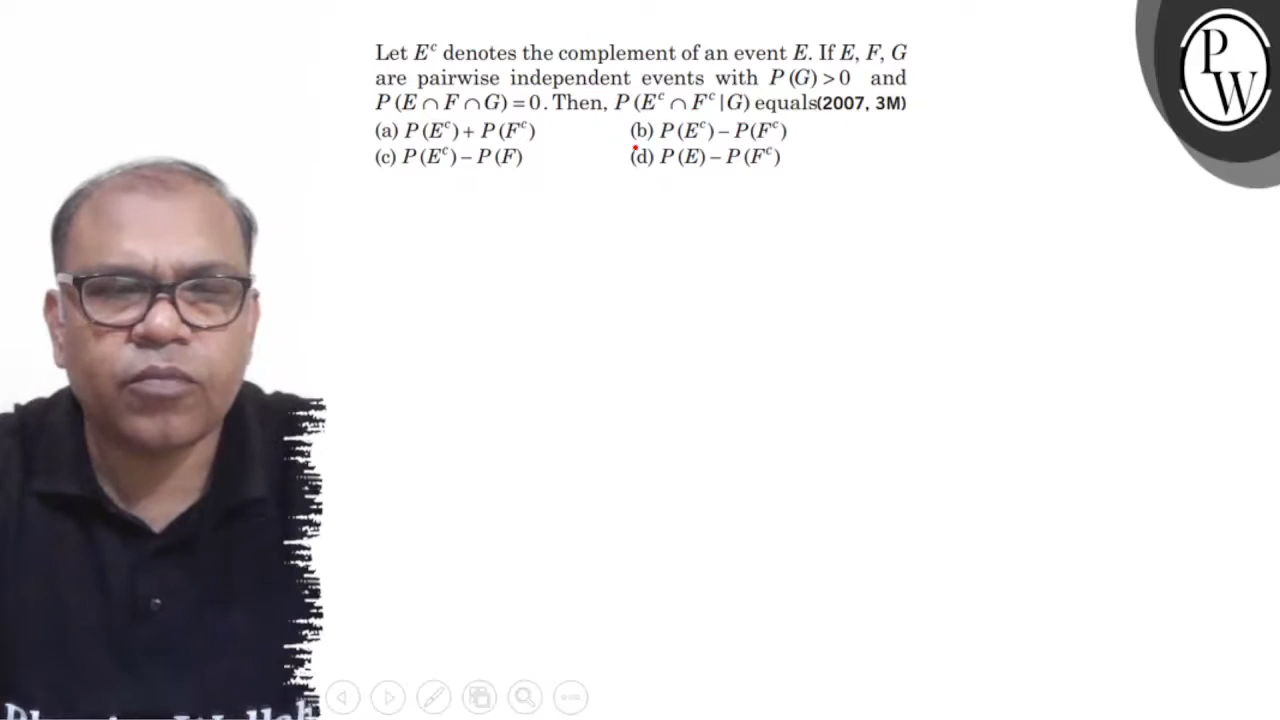 Let E^c denotes the complement of an event E. If E, F, G
are pairwise independent events with P (G) > 0 and
P (E ∩ F ∩ G) = 0. Then, P (E^c ∩ F^c | G) equals(2007, 3M)
(a) P (E^c) + P (F^c) (b) P (E^c) – P (F^c)
(c) P (E^c) – P (F) (d) P (E) – P (F^c)
P
W